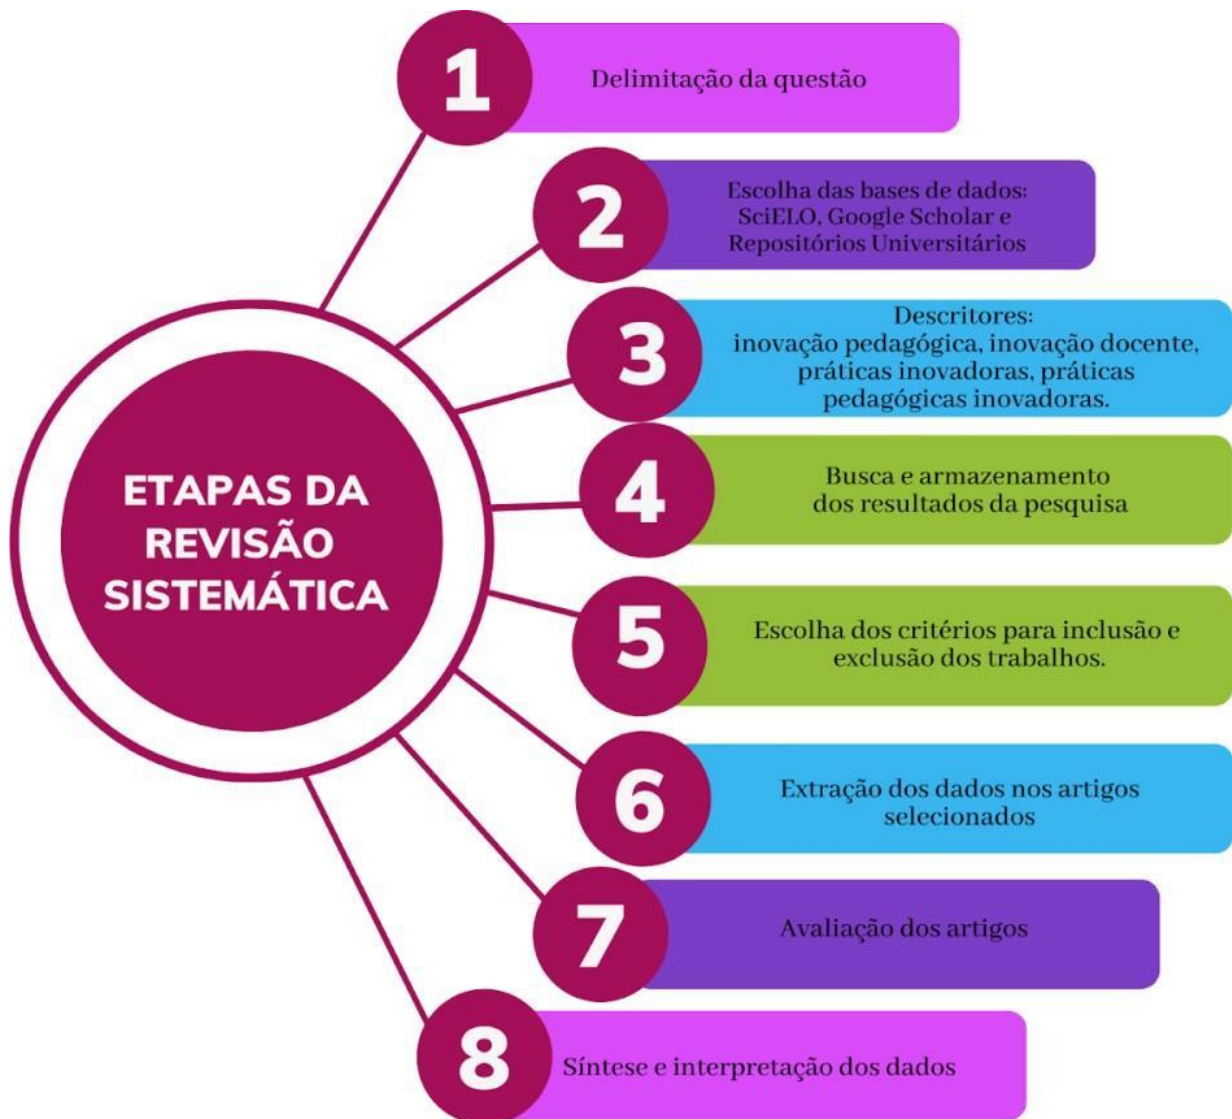 ETAPAS DA
REVISÃO
SISTEMÁTICA
1
Delimitação da questão
2
Escolha das bases de dados:
SciELO, Google Scholar e
Repositórios Universitários
3
Descritores:
inovação pedagógica, inovação docente,
práticas inovadoras, práticas
pedagógicas inovadoras.
4
Busca e armazenamento
dos resultados da pesquisa
5
Escolha dos critérios para inclusão e
exclusão dos trabalhos.
6
Extração dos dados nos artigos
selecionados
7
Avaliação dos artigos
8
Síntese e interpretação dos dados